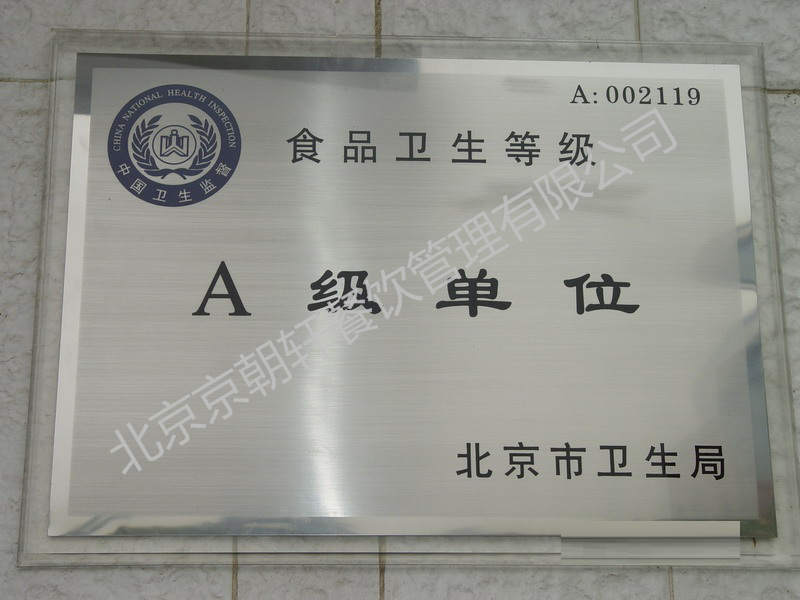 A:002119
CHINA NATIONAL HEALTH INSPECTION
中国卫生监督
食品卫生等级
A级单位
北京京朝轩餐饮管理有限公司
北京市卫生局